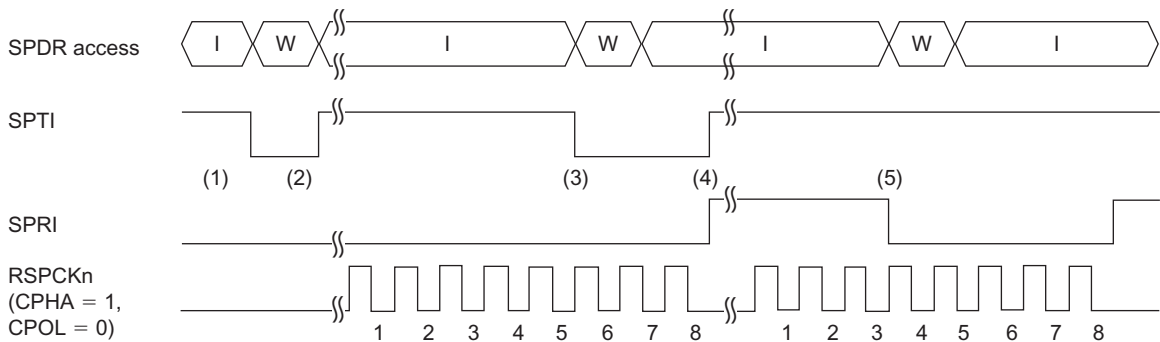 SPDR access I W I W I W I
SPTI
(1) (2) (3) (4) (5)
SPRI
RSPCKn
(CPHA = 1,
CPOL = 0)
1 2 3 4 5 6 7 8 1 2 3 4 5 6 7 8